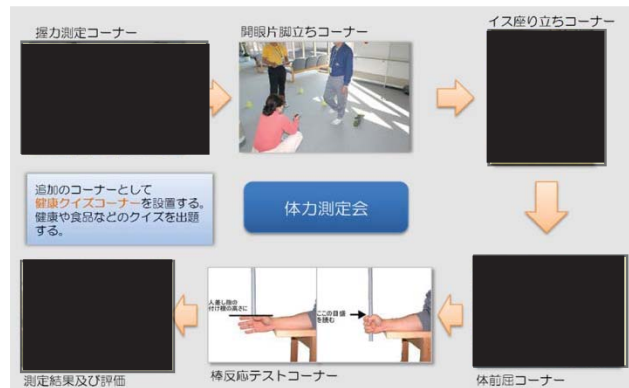 握力測定コーナー
開眼片脚立ちコーナー
イス座り立ちコーナー
追加のコーナーとして
健康クイズコーナーを設置する。
健康や食品などのクイズを出題
する。
体力測定会
人差し指の
付け根の高さに
ここの目値
を読む
測定結果及び評価
棒反応テストコーナー
体前屈コーナー